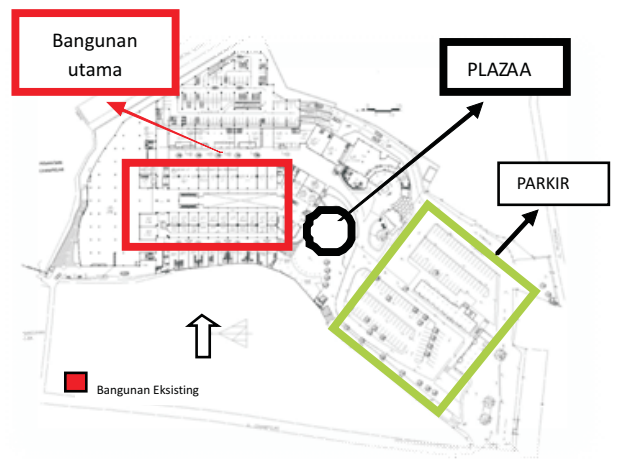 Bangunan
utama
PLAZAA
PARKIR
Bangunan Eksisting